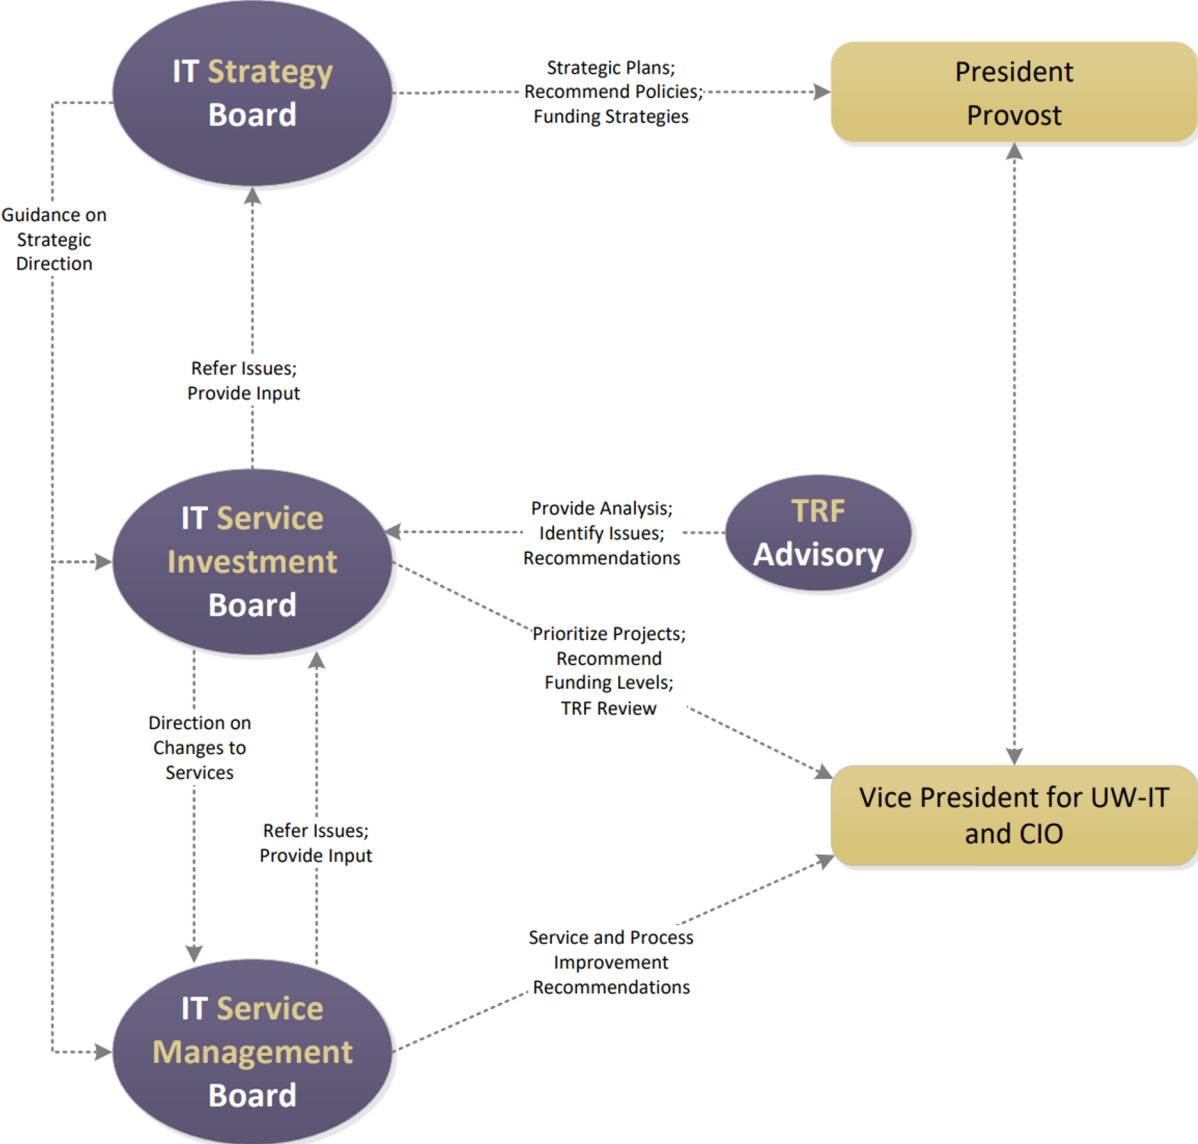 IT Strategy
Board
Strategic Plans;
Recommend Policies;
Funding Strategies
President
Provost
Guidance on
Strategic
Direction
Refer Issues;
Provide Input
IT Service
Investment
Board
Provide Analysis;
Identify Issues;
Recommendations
TRF
Advisory
Prioritize Projects;
Recommend
Funding Levels;
TRF Review
Direction on
Changes to
Services
Refer Issues;
Provide Input
Vice President for UW-IT
and CIO
Service and Process
Improvement
Recommendations
IT Service
Management
Board